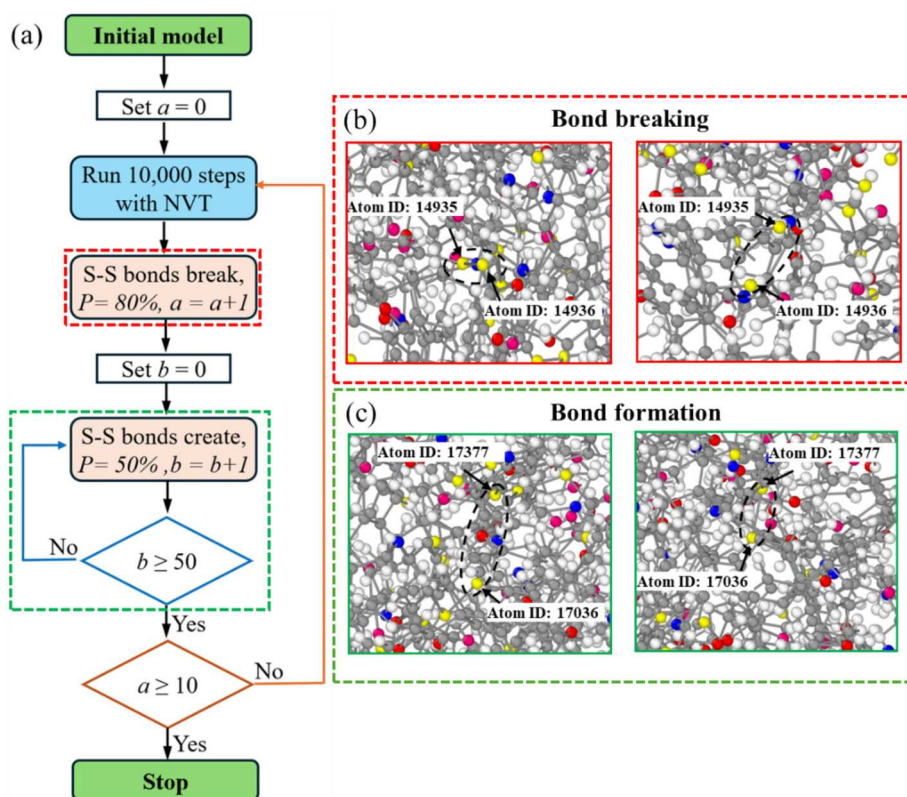 (a)
Initial model
Set a = 0
Run 10,000 steps
with NVT
S-S bonds break,
P= 80%, a = a+1
Set b = 0
S-S bonds create,
P= 50% ,b = b+1
No
b ≥ 50
Yes
No
a ≥ 10
Yes
Stop
(b)
Bond breaking
Atom ID: 14935
Atom ID: 14936
Atom ID: 14935
Atom ID: 14936
(c)
Bond formation
Atom ID: 17377
Atom ID: 17036
Atom ID: 17377
Atom ID: 17036